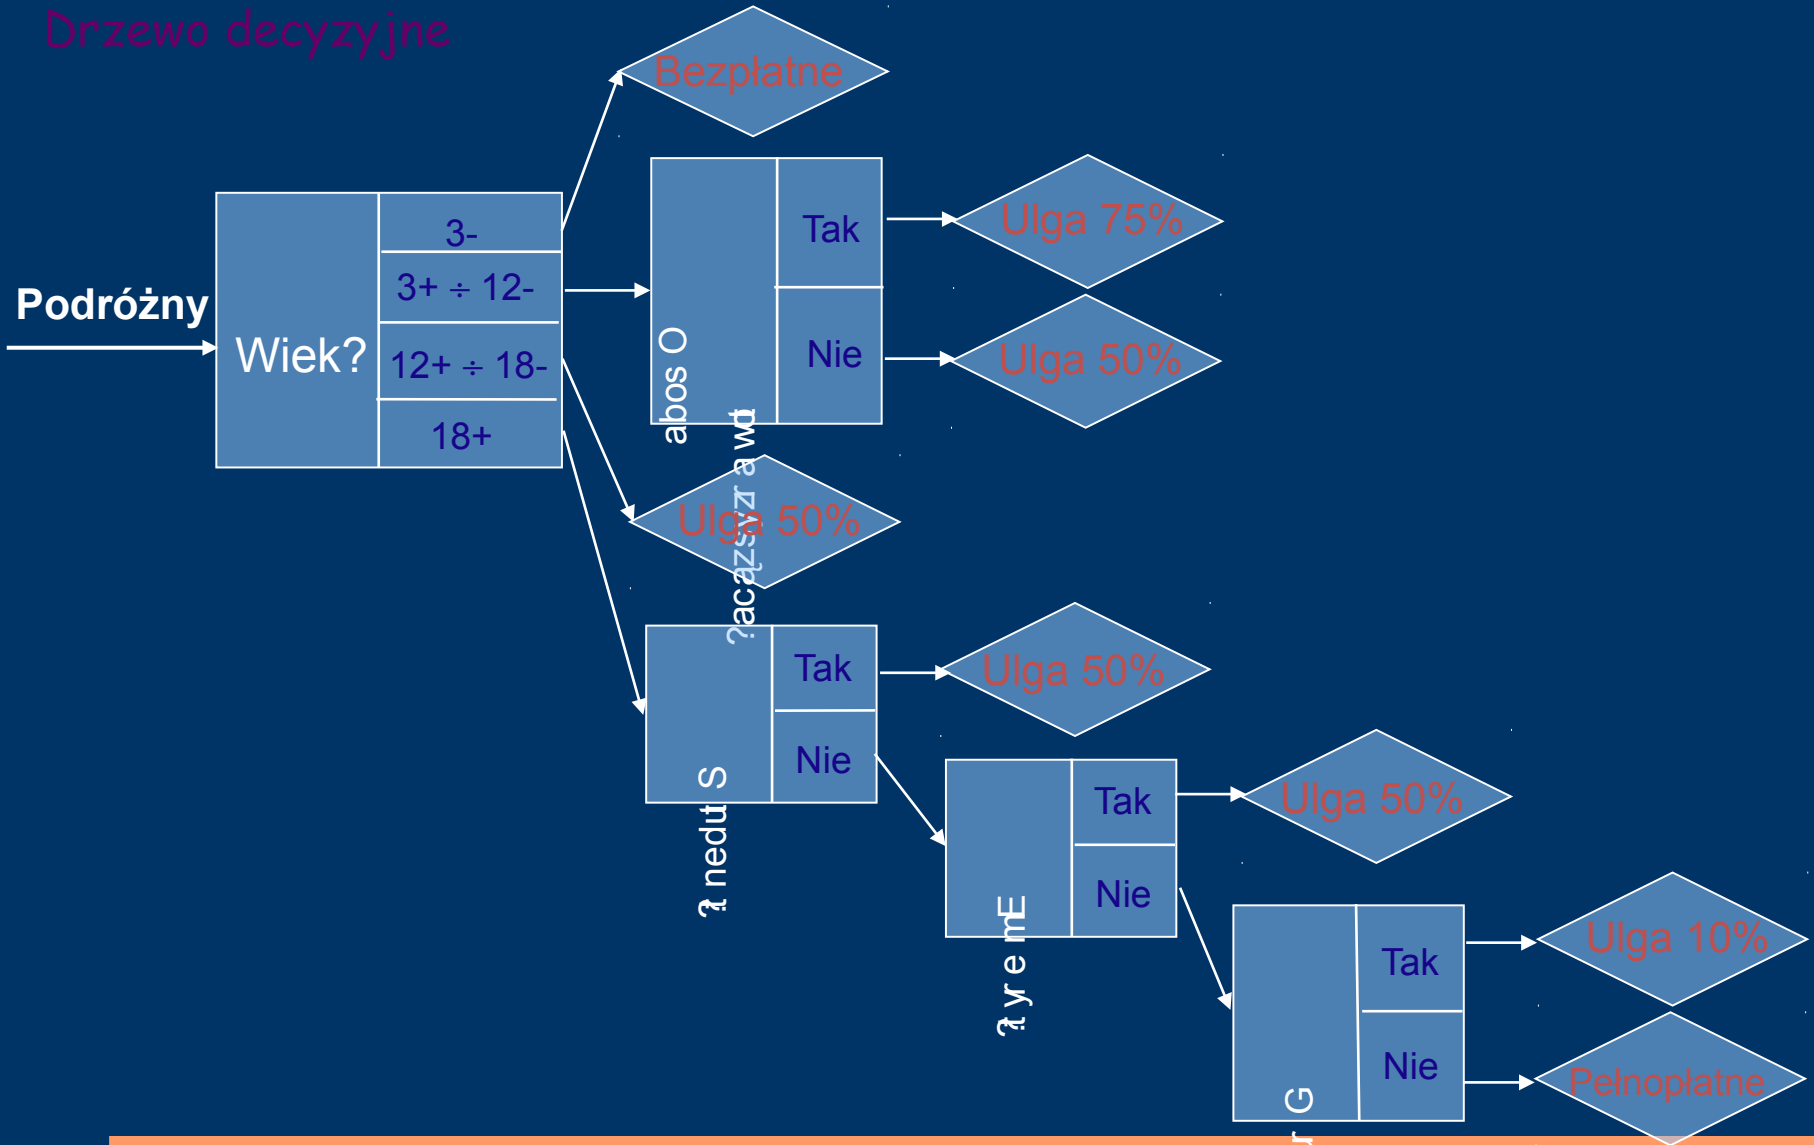 Drzewo decyzyjne
Bezpłatne
Podróżny
Wiek?
3-
3+ ÷ 12-
12+ ÷ 18-
18+
Tak
Nie
Ulga 75%
Ulga 50%
Ulga 50%
Tak
Nie
Ulga 50%
Tak
Nie
Ulga 50%
Tak
Nie
Ulga 10%
Pełnopłatne